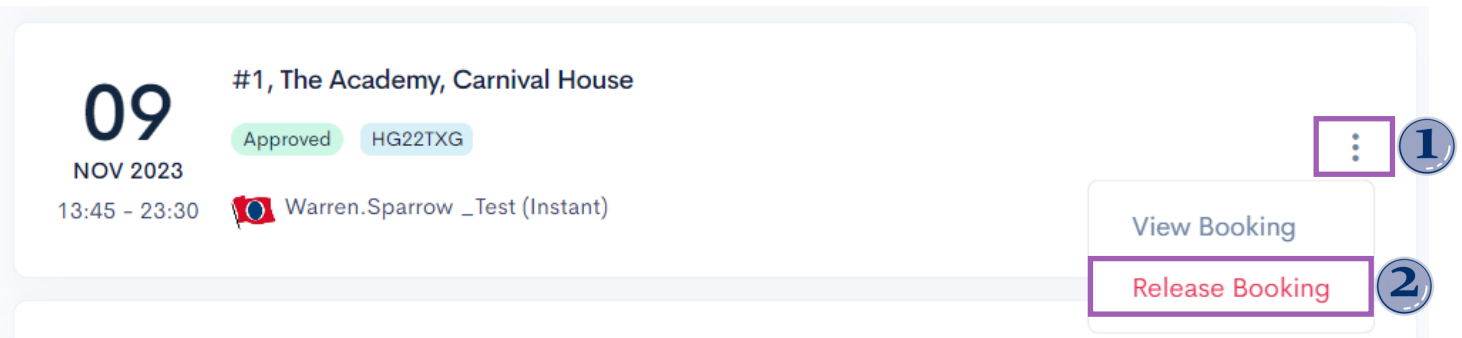 09
NOV 2023
13:45 - 23:30
#1, The Academy, Carnival House
Approved HG22TXG
Warren.Sparrow _Test (Instant)
1
View Booking
Release Booking
2